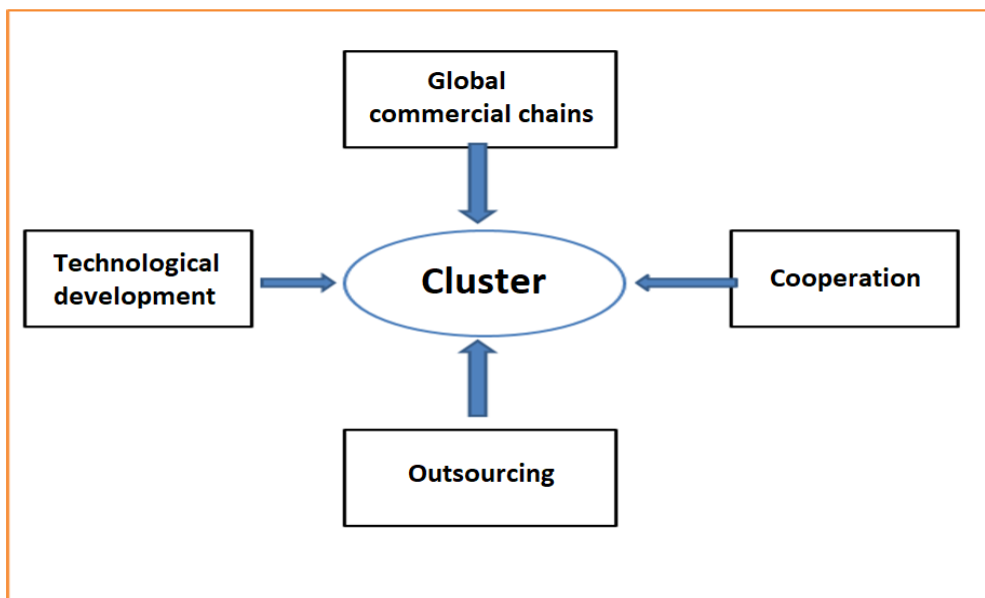 Global
commercial chains
Technological
development
Cluster
Cooperation
Outsourcing